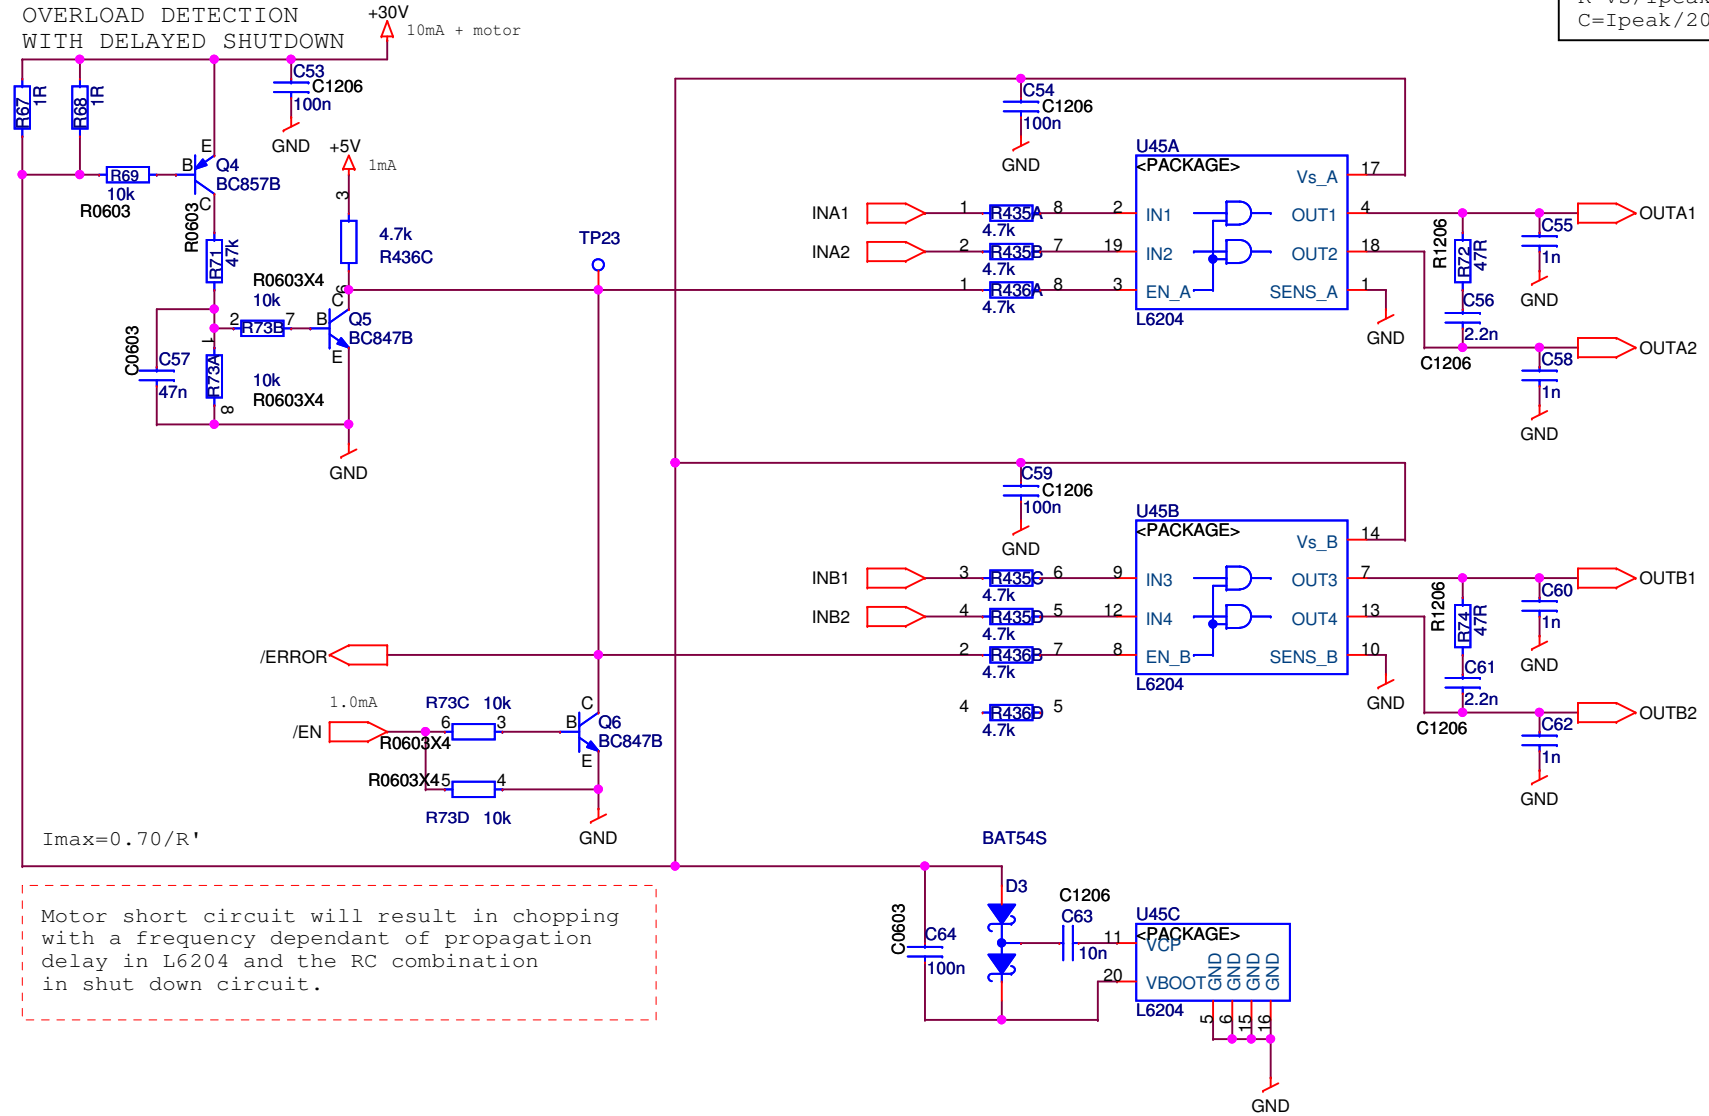 OVERLOAD DETECTION
WITH DELAYED SHUTDOWN
+30V
10mA + motor
C=Ipeak/20
R67
1R
R68
1R
C53
C1206
100n
GND
E
B
Q4
BC857B
C
R69
10k
R0603
+5V
1mA
3
4.7k
R436C
6
R0603
R71
47k
R0603X4
10k
2
R73B
7
C
B
Q5
BC847B
E
C0603
C57
47n
1
R73A
8
10k
R0603X4
GND
TP23
C54
C1206
100n
GND
U45A
<PACKAGE>
Vs_A
17
INA1
1
R435A
8
4.7k
2
IN1
OUT1
4
INA2
2
R435B
7
4.7k
19
IN2
OUT2
18
1
R436A
8
4.7k
3
EN_A
SENS_A
1
L6204
GND
R1206
R72
47R
C55
1n
GND
C56
2.2n
C1206
C58
1n
GND
OUTA1
OUTA2
C59
C1206
100n
GND
U45B
<PACKAGE>
Vs_B
14
INB1
3
R435C
6
4.7k
9
IN3
OUT3
7
INB2
4
R435D
5
4.7k
12
IN4
OUT4
13
2
R436B
7
4.7k
8
EN_B
SENS_B
10
L6204
GND
4
R436D
5
4.7k
R1206
R74
47R
C60
1n
GND
C61
2.2n
C1206
C62
1n
GND
OUTB1
OUTB2
/ERROR
1.0mA
/EN
R73C
10k
6
3
R0603X4
C
B
Q6
BC847B
E
R0603X4
5
4
R73D
10k
GND
Imax=0.70/R'
Motor short circuit will result in chopping
with a frequency dependant of propagation
delay in L6204 and the RC combination
in shut down circuit.
BAT54S
D3
C0603
C64
100n
C1206
C63
10n
11
U45C
<PACKAGE>
VCP
20
VBOOT
GND
GND
GND
GND
L6204
5
6
15
16
GND